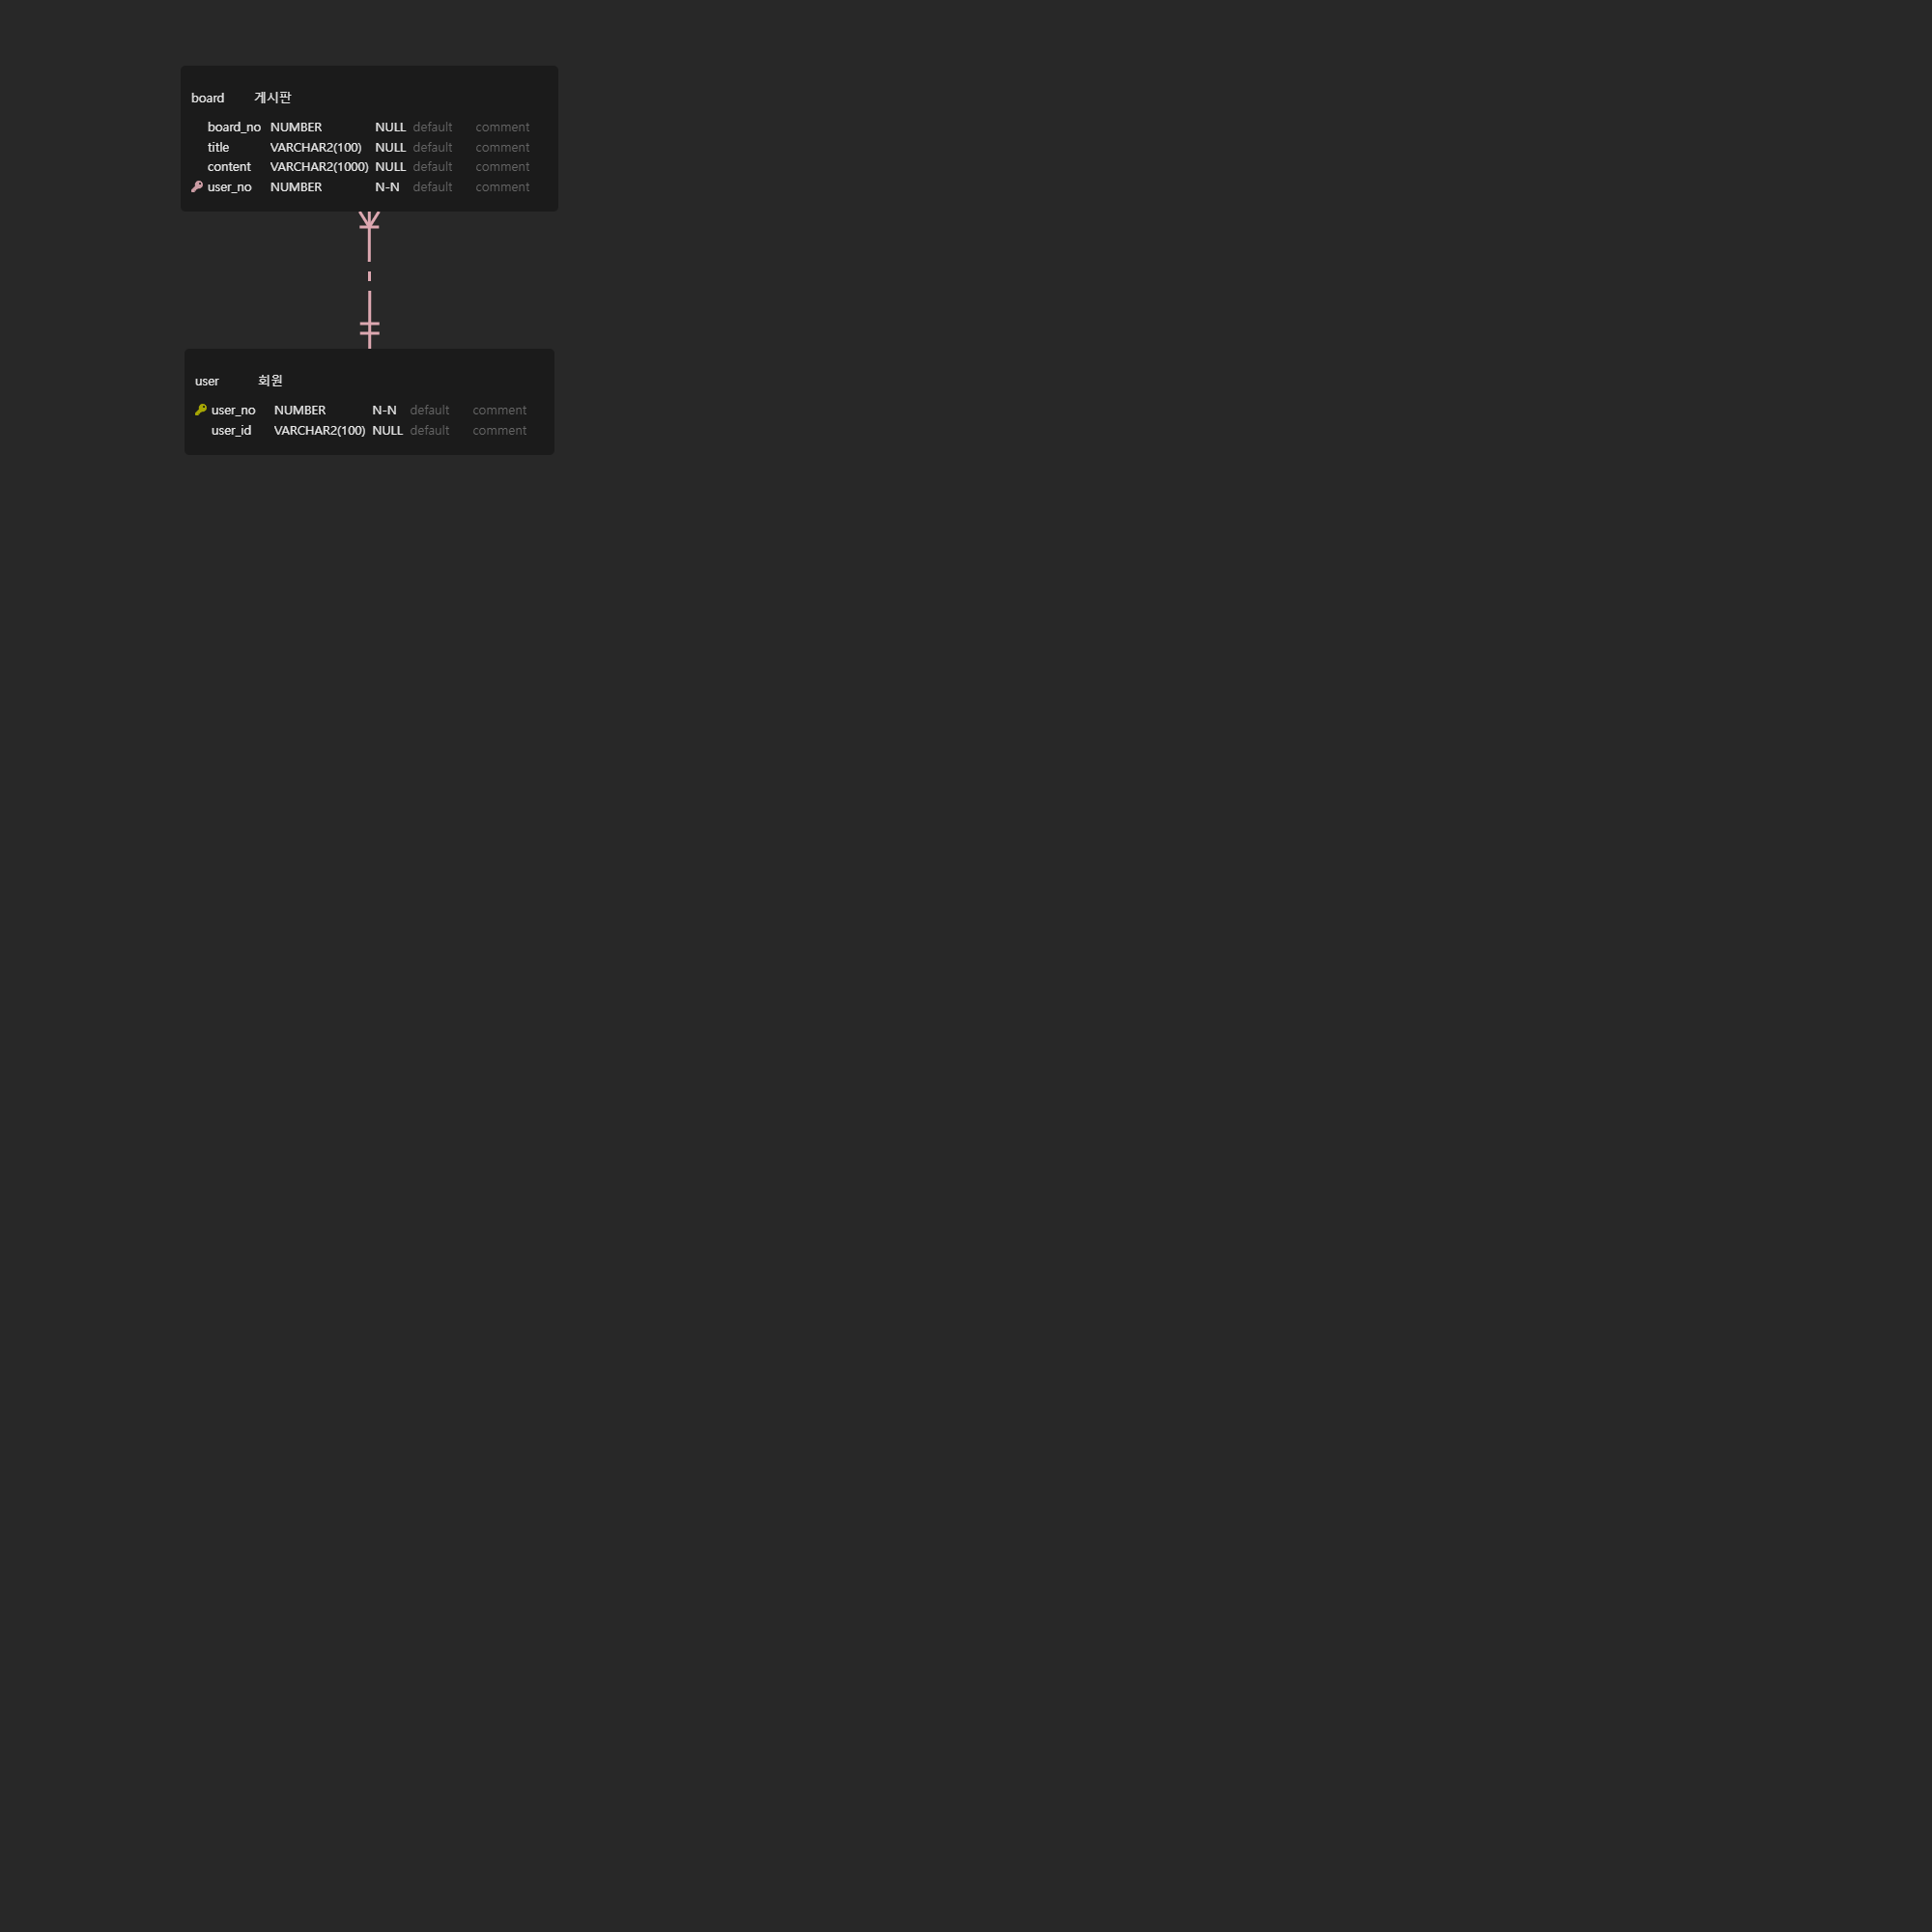 board 게시판
board_no NUMBER NULL default comment
title VARCHAR2(100) NULL default comment
content VARCHAR2(1000) NULL default comment
user_no NUMBER N-N default comment
user 회원
user_no NUMBER N-N default comment
user_id VARCHAR2(100) NULL default comment